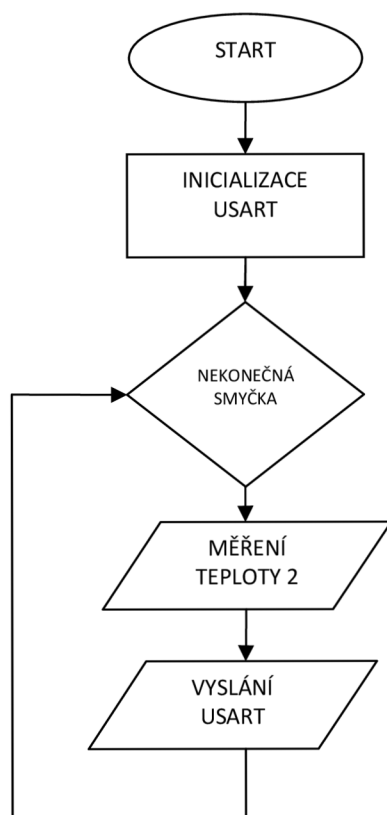 START
INICIALIZACE
USART
NEKONEČNÁ
SMYČKA
MĚŘENÍ
TEPLOTY 2
VYSLÁNÍ
USART